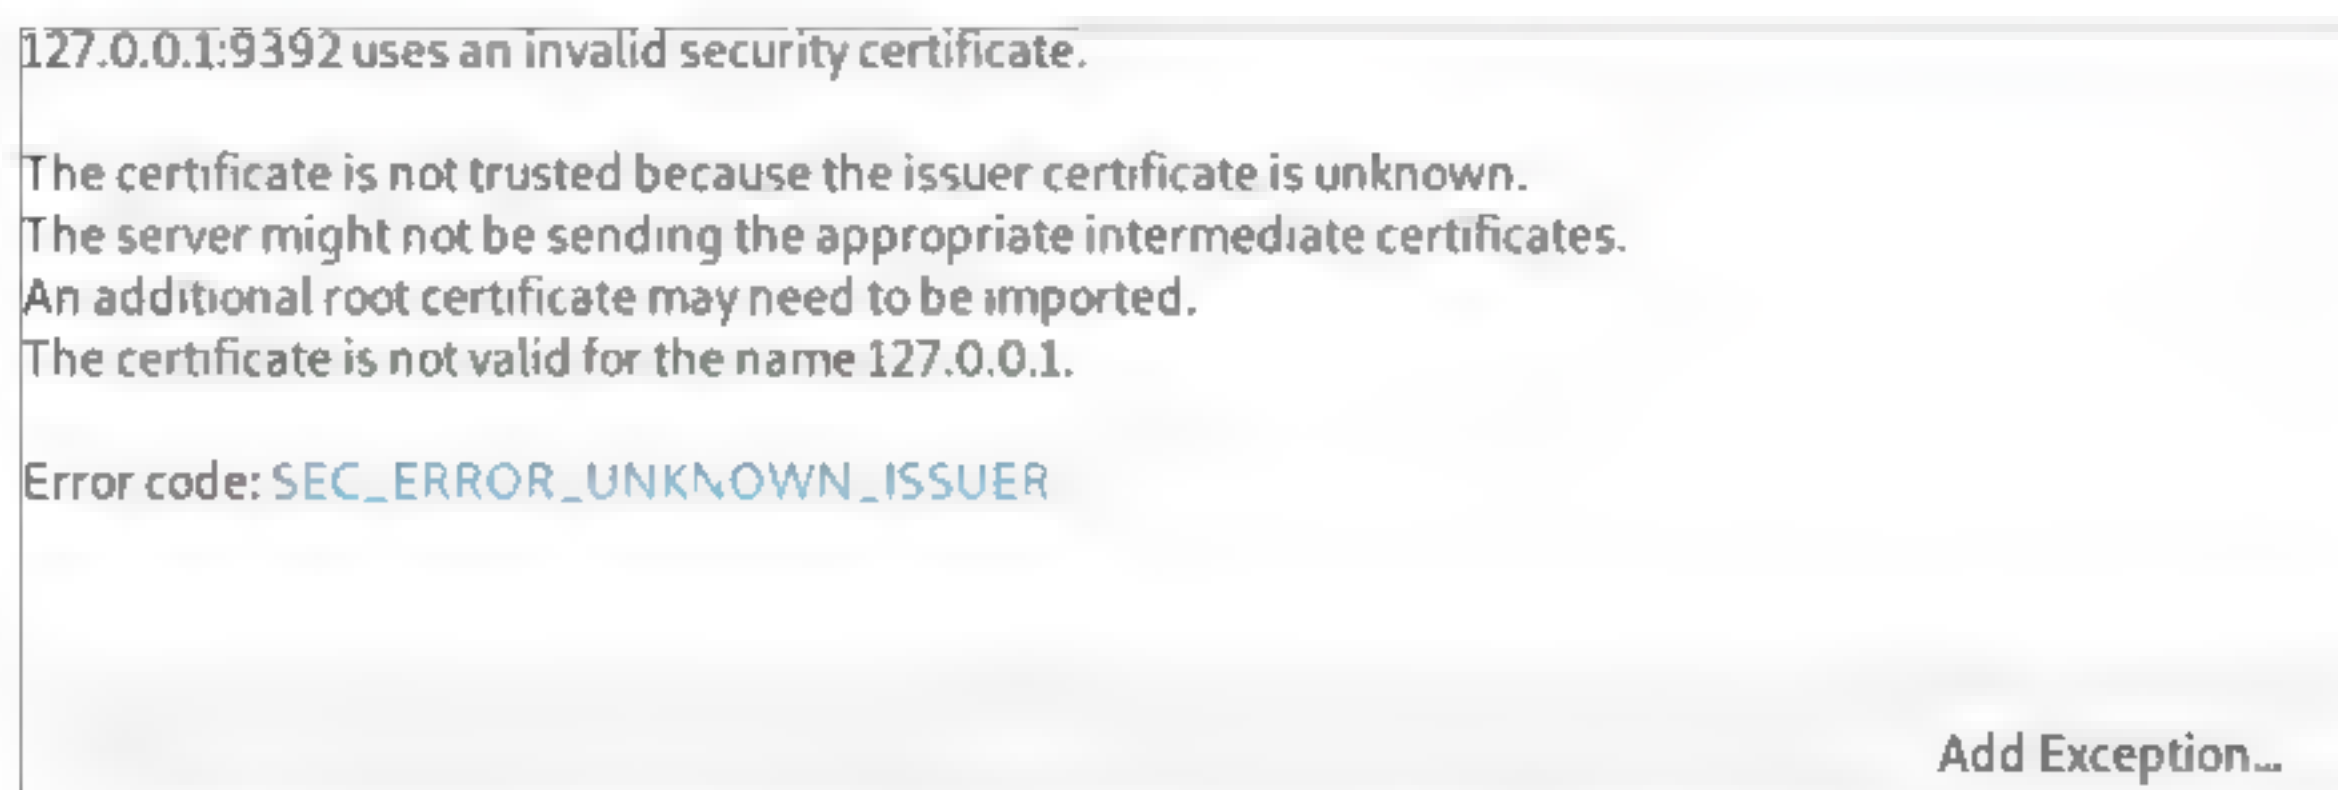 127.0.0.1:9392 uses an invalid security certificate.
The certificate is not trusted because the issuer certificate is unknown.
The server might not be sending the appropriate intermediate certificates.
An additional root certificate may need to be imported.
The certificate is not valid for the name 127.0.0.1.
Error code: SEC_ERROR_UNKNOWN_ISSUER
Add Exception...